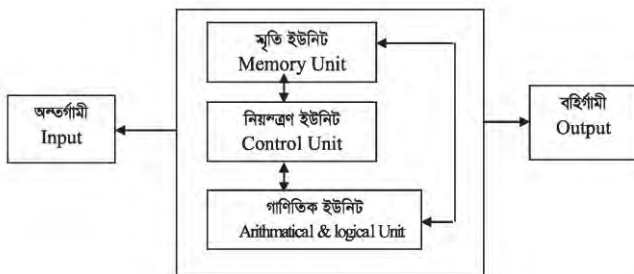 স্মৃতি ইউনিট
Memory Unit
অন্তর্গামী
Input
নিয়ন্ত্রণ ইউনিট
Control Unit
বহির্গামী
Output
গাণিতিক ইউনিট
Arithmatical & logical Unit